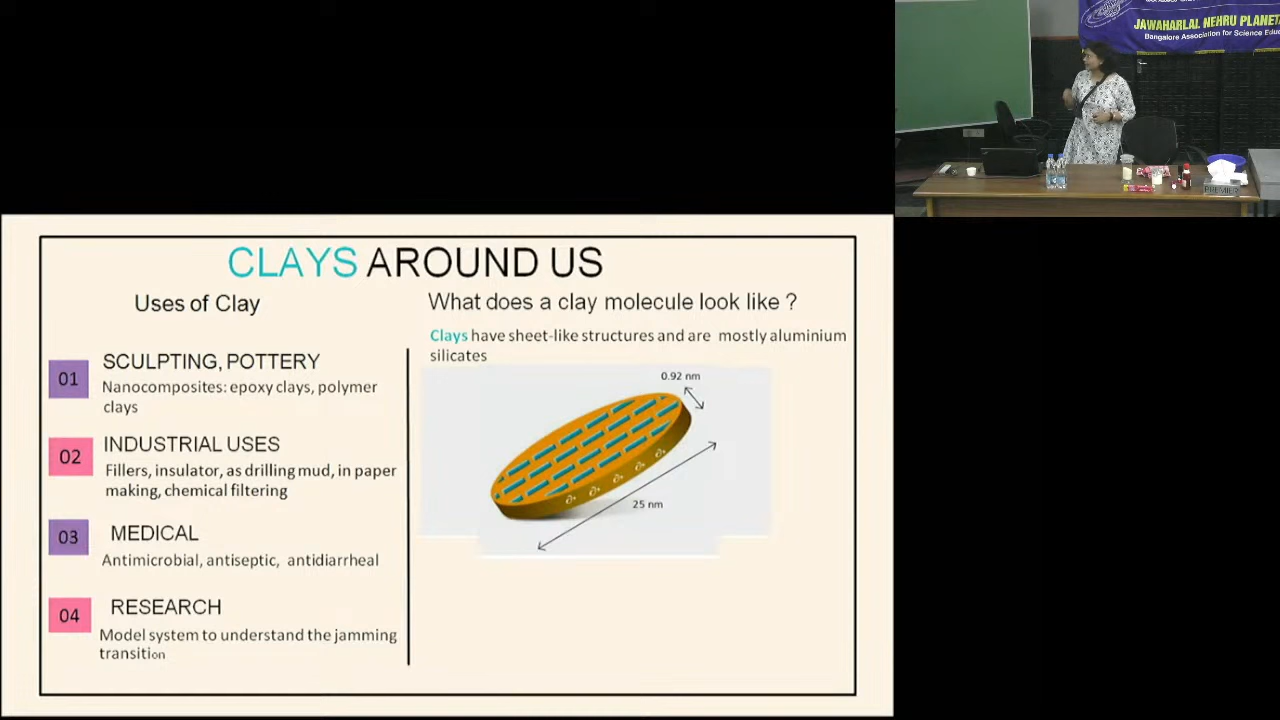 JAWAHARLAL NEHRU PLANETA
Bangalore Association for Science Educ
PREMIER
CLAYS AROUND US
Uses of Clay
01
SCULPTING, POTTERY
Nanocomposites: epoxy clays, polymer
clays
02
INDUSTRIAL USES
Fillers, insulator, as drilling mud, in paper
making, chemical filtering
03
MEDICAL
Antimicrobial, antiseptic, antidiarrheal
04
RESEARCH
Model system to understand the jamming
transition
What does a clay molecule look like ?
Clays have sheet-like structures and are mostly aluminium
silicates
0.92 nm
25 nm